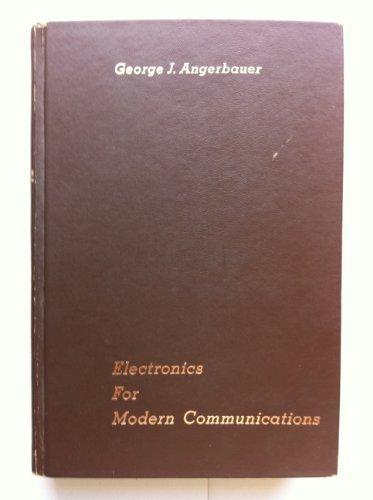 George J. Angerbauer
Electronics
For
Modern Communications